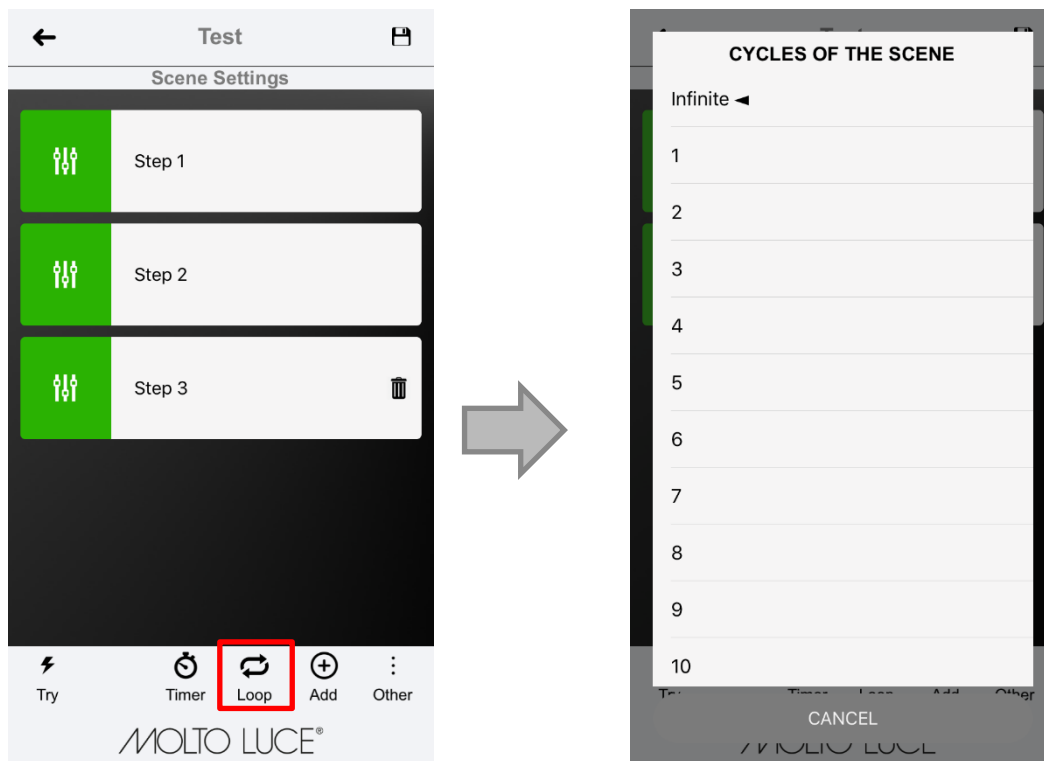 Test
Scene Settings
Step 1
Step 2
Step 3
Try
Timer
Loop
Add
Other
MOLTO LUCE®
CYCLES OF THE SCENE
Infinite ◄
1
2
3
4
5
6
7
8
9
10
CANCEL